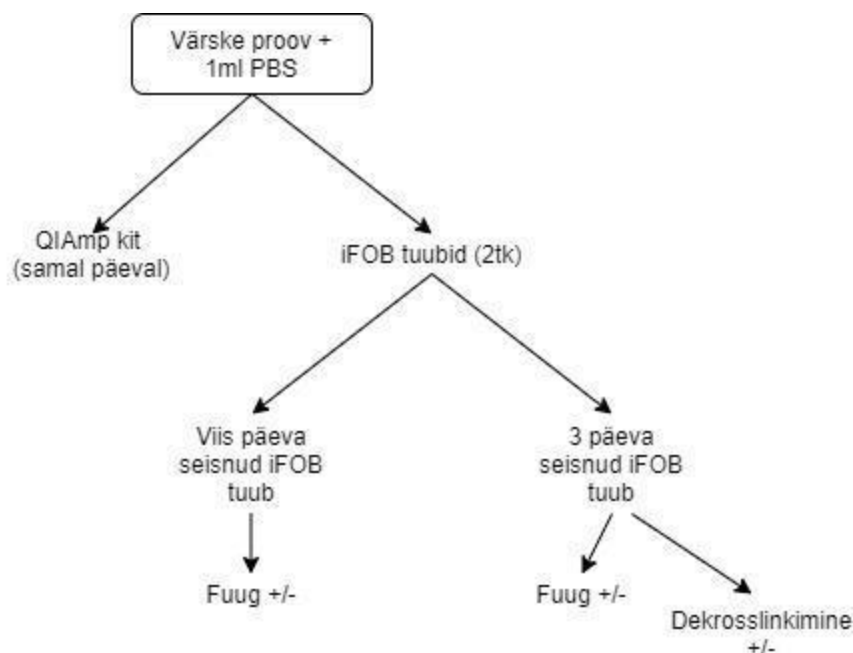 Värske proov +
1ml PBS
QIAmp kit
(samal päeval)
iFOB tuubid (2tk)
Viis päeva
seisnud iFOB
tuub
3 päeva
seisnud iFOB
tuub
Fuug +/-
Fuug +/-
Dekrosslinkimine
+/-